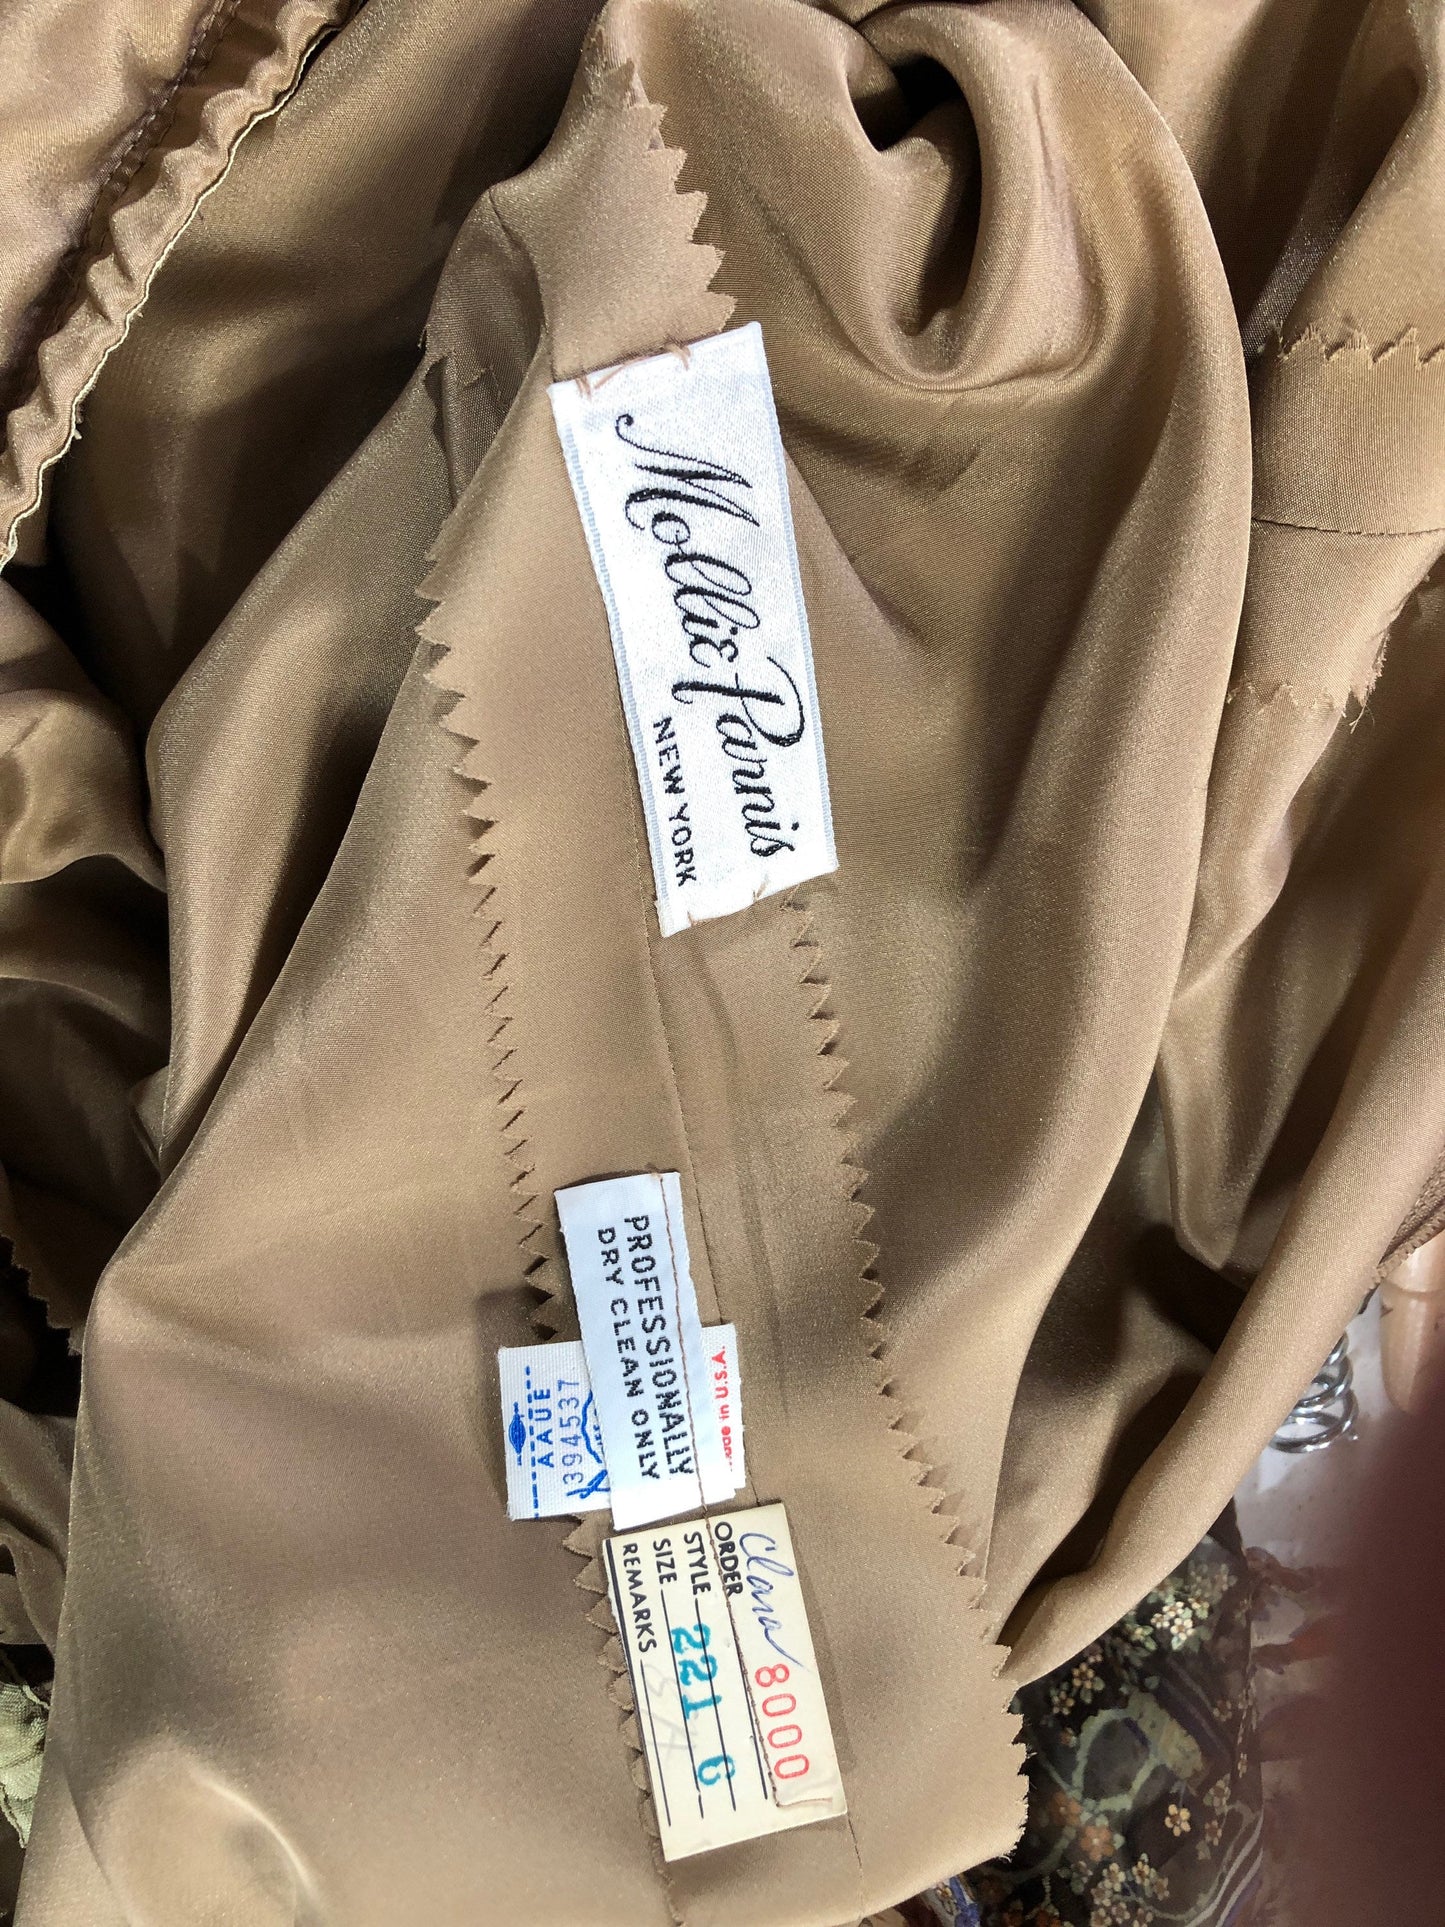 Mollie Parnis
NEW YORK
PROFESSIONALLY
DRY CLEAN ONLY
Made in U.S.A.
AAUE
394537
Clara
ORDER 8000
STYLE 221
SIZE 6
REMARKS